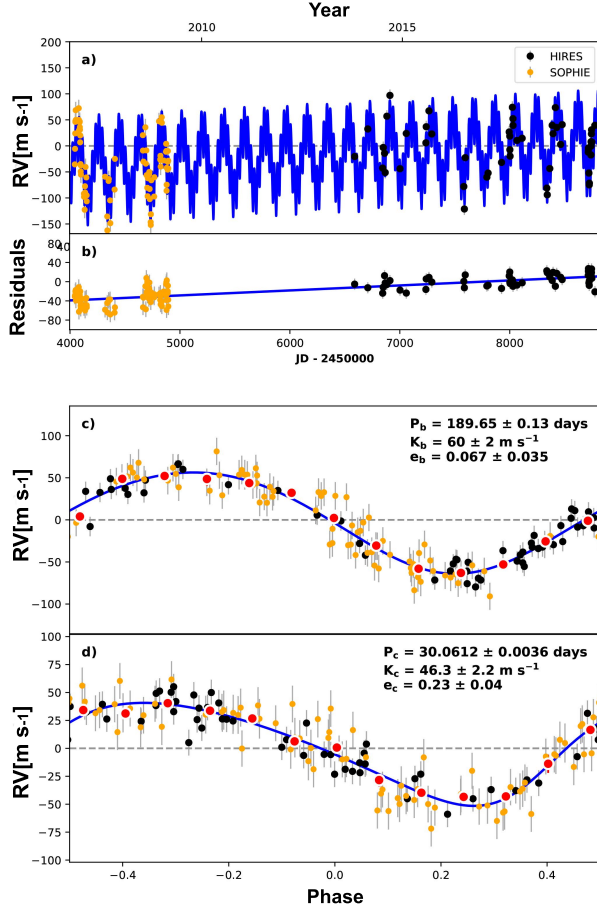 Year
2010 2015
a)
HIRES
SOPHIE
200
150
100
50
0
−50
−100
−150
RV[m s-1]
b)
80
40
0
−40
−80
Residuals
4000 5000 6000 7000 8000
JD - 2450000
c)
P_b = 189.65 ± 0.13 days
K_b = 60 ± 2 m s⁻¹
e_b = 0.067 ± 0.035
100
50
0
−50
−100
RV[m s-1]
d)
P_c = 30.0612 ± 0.0036 days
K_c = 46.3 ± 2.2 m s⁻¹
e_c = 0.23 ± 0.04
100
75
50
25
0
−25
−50
−75
−100
RV[m s-1]
−0.4 −0.2 0.0 0.2 0.4
Phase